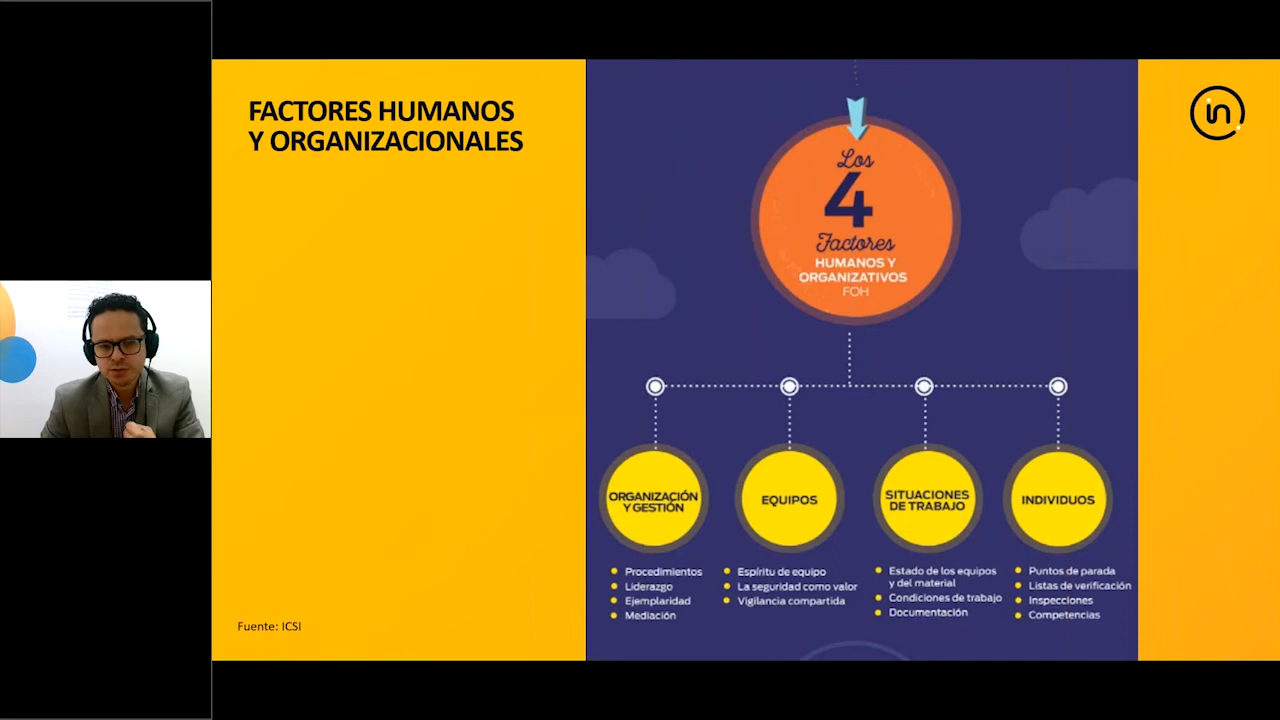 FACTORES HUMANOS
Y ORGANIZACIONALES
in
Los
4
Factores
HUMANOS Y
ORGANIZATIVOS
FOH
ORGANIZACIÓN
Y GESTIÓN
EQUIPOS
SITUACIONES
DE TRABAJO
INDIVIDUOS
Procedimientos
Liderazgo
Ejemplaridad
Mediación
Espíritu de equipo
La seguridad como valor
Vigilancia compartida
Estado de los equipos
y del material
Condiciones de trabajo
Documentación
Puntos de parada
Listas de verificación
Inspecciones
Competencias
Fuente: ICSI